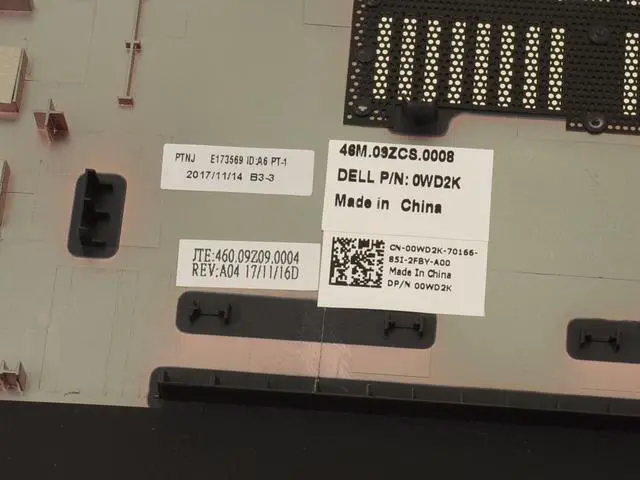 46M.09ZCS.0008
DELL P/N: 0WD2K
Made in China
CN-00WD2K-70166-
85I-2FBY-A00
Made In China
DP/N 00WD2K
PTNJ E173569 ID:A6 PT-1
2017/11/14 B3-3
JTE:460.09Z09.0004
REV:A04 17/11/16D